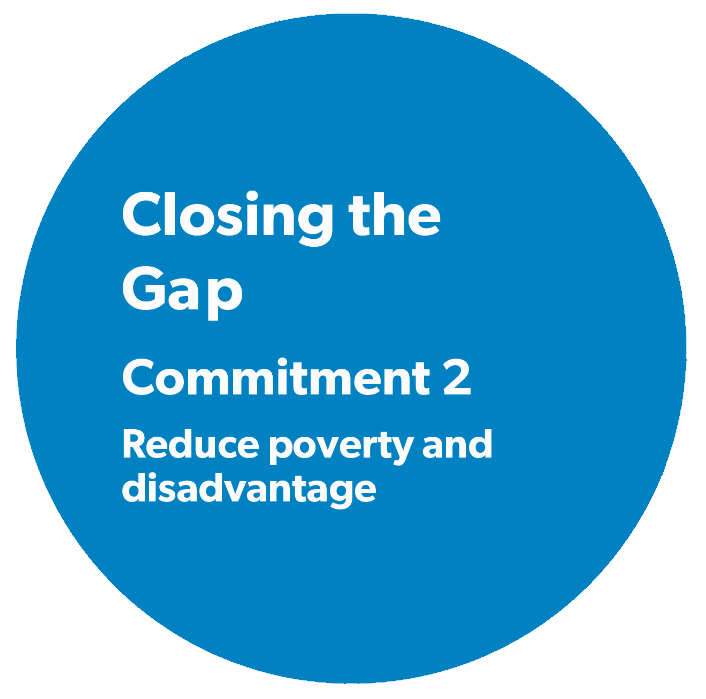 Closing the
Gap
Commitment 2
Reduce poverty and
disadvantage